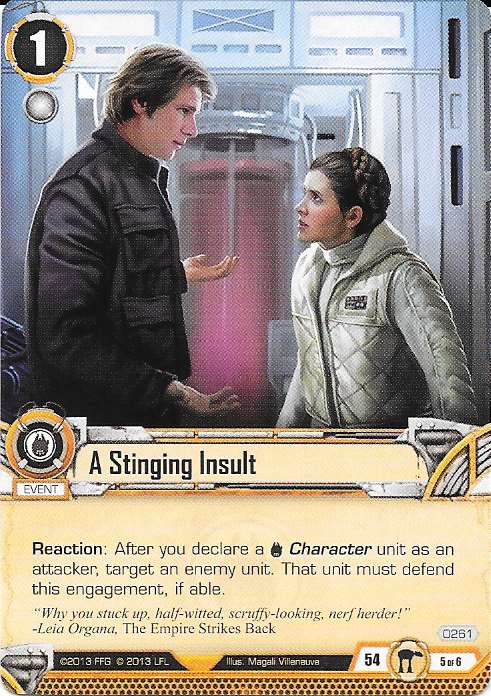 1
A Stinging Insult
EVENT
Reaction: After you declare a Character unit as an
attacker, target an enemy unit. That unit must defend
this engagement, if able.
“Why you stuck up, half-witted, scruffy-looking, nerf herder!”
-Leia Organa, The Empire Strikes Back
0261
©2013 FFG © 2013 LFL
Illus. Magali Villeneuve
54
5 of 6